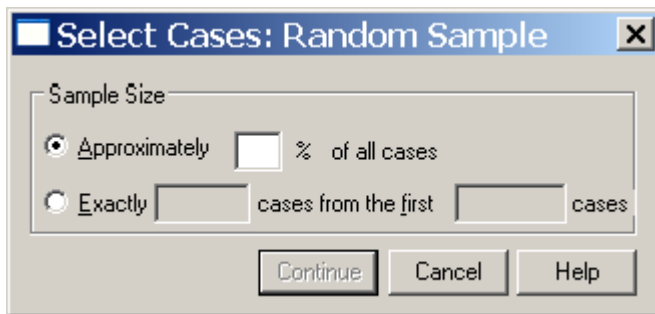 Select Cases: Random Sample
Sample Size
Approximately % of all cases
Exactly cases from the first cases
Continue Cancel Help